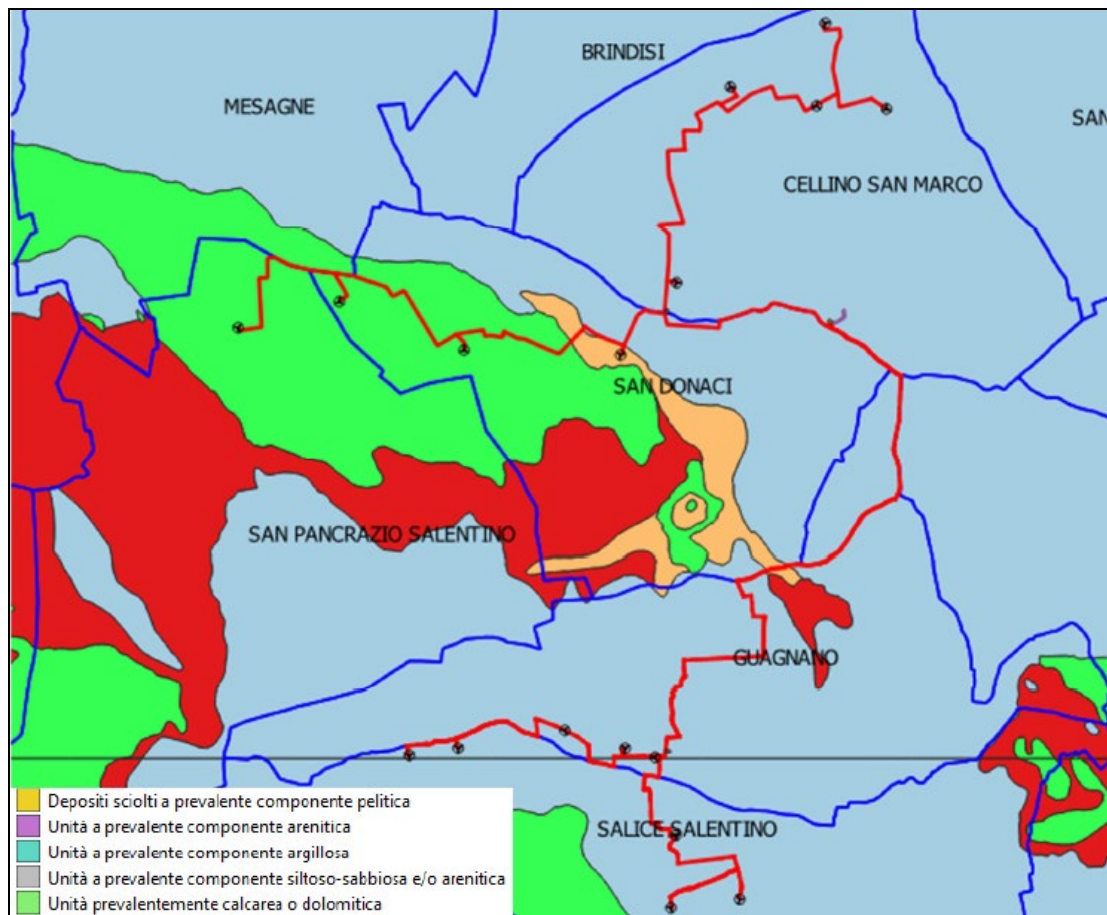 BRINDISI
MESAGNE
SAN
CELLINO SAN MARCO
SAN DONACI
SAN PANCRAZIO SALENTINO
GUAGNANO
SALICE SALENTINO
Depositi sciolti a prevalente componente pelitica
Unità a prevalente componente arenitica
Unità a prevalente componente argillosa
Unità a prevalente componente siltoso-sabbiosa e/o arenitica
Unità prevalentemente calcarea o dolomitica